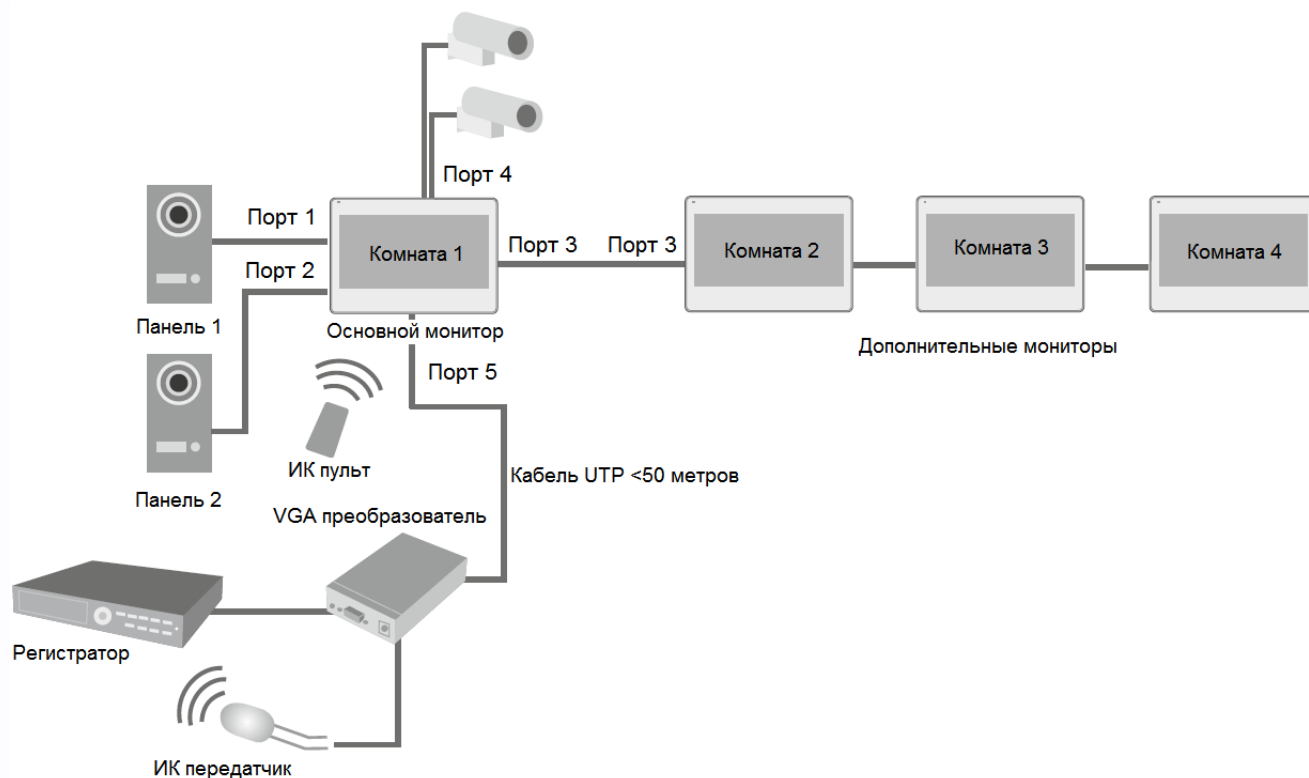 Порт 4
Порт 1
Комната 1
Порт 3
Порт 3
Комната 2
Комната 3
Комната 4
Порт 2
Панель 1
Основной монитор
Дополнительные мониторы
Порт 5
ИК пульт
Кабель UTP <50 метров
Панель 2
VGA преобразователь
Регистратор
ИК передатчик